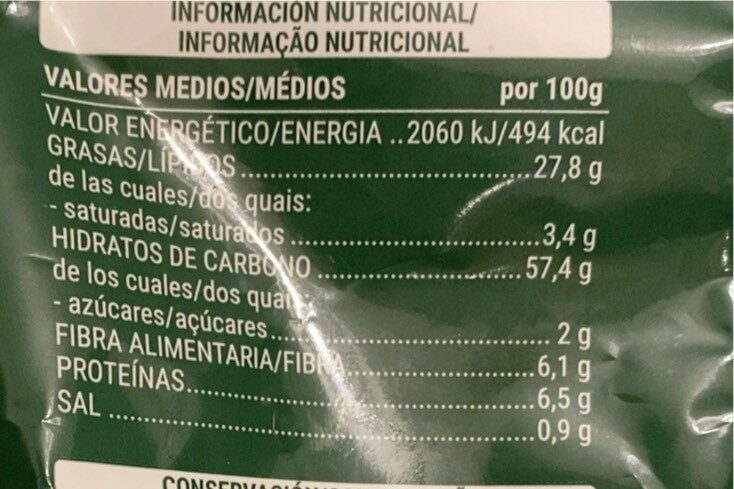 INFORMACIÓN NUTRICIONAL/
INFORMAÇÃO NUTRICIONAL
VALORES MEDIOS/MÉDIOS por 100g
VALOR ENERGÉTICO/ENERGIA ..2060 kJ/494 kcal
GRASAS/LÍPIDOS ........................27,8 g
de las cuales/dos quais:
- saturadas/saturados ........................3,4 g
HIDRATOS DE CARBONO ........................57,4 g
de los cuales/dos quais:
- azúcares/açúcares........................2 g
FIBRA ALIMENTARIA/FIBRA........................6,1 g
PROTEÍNAS........................6,5 g
SAL ........................0,9 g